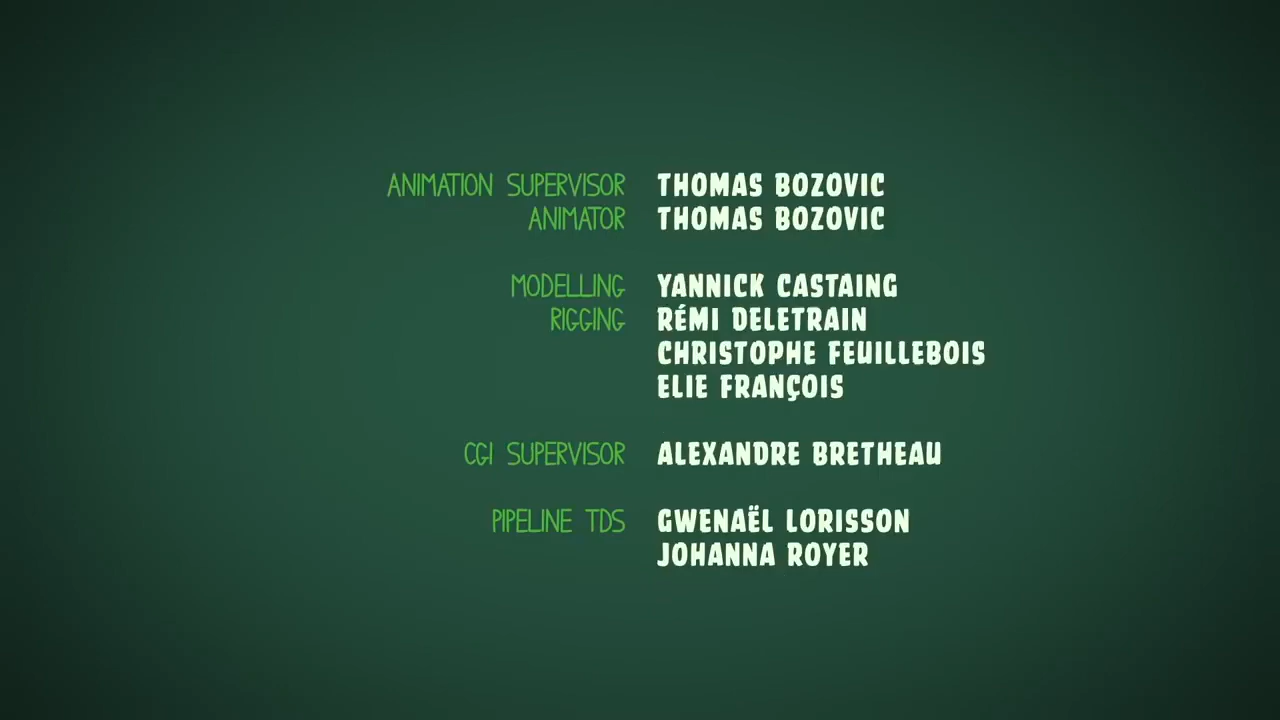 ANIMATION SUPERVISOR THOMAS BOZOVIC
ANIMATOR THOMAS BOZOVIC
MODELLING YANNICK CASTAING
RIGGING RÉMI DELETRAIN
CHRISTOPHE FEUILLEBOIS
ELIE FRANÇOIS
CGI SUPERVISOR ALEXANDRE BRETHEAU
PIPELINE TDS GWENAËL LORISSON
JOHANNA ROYER